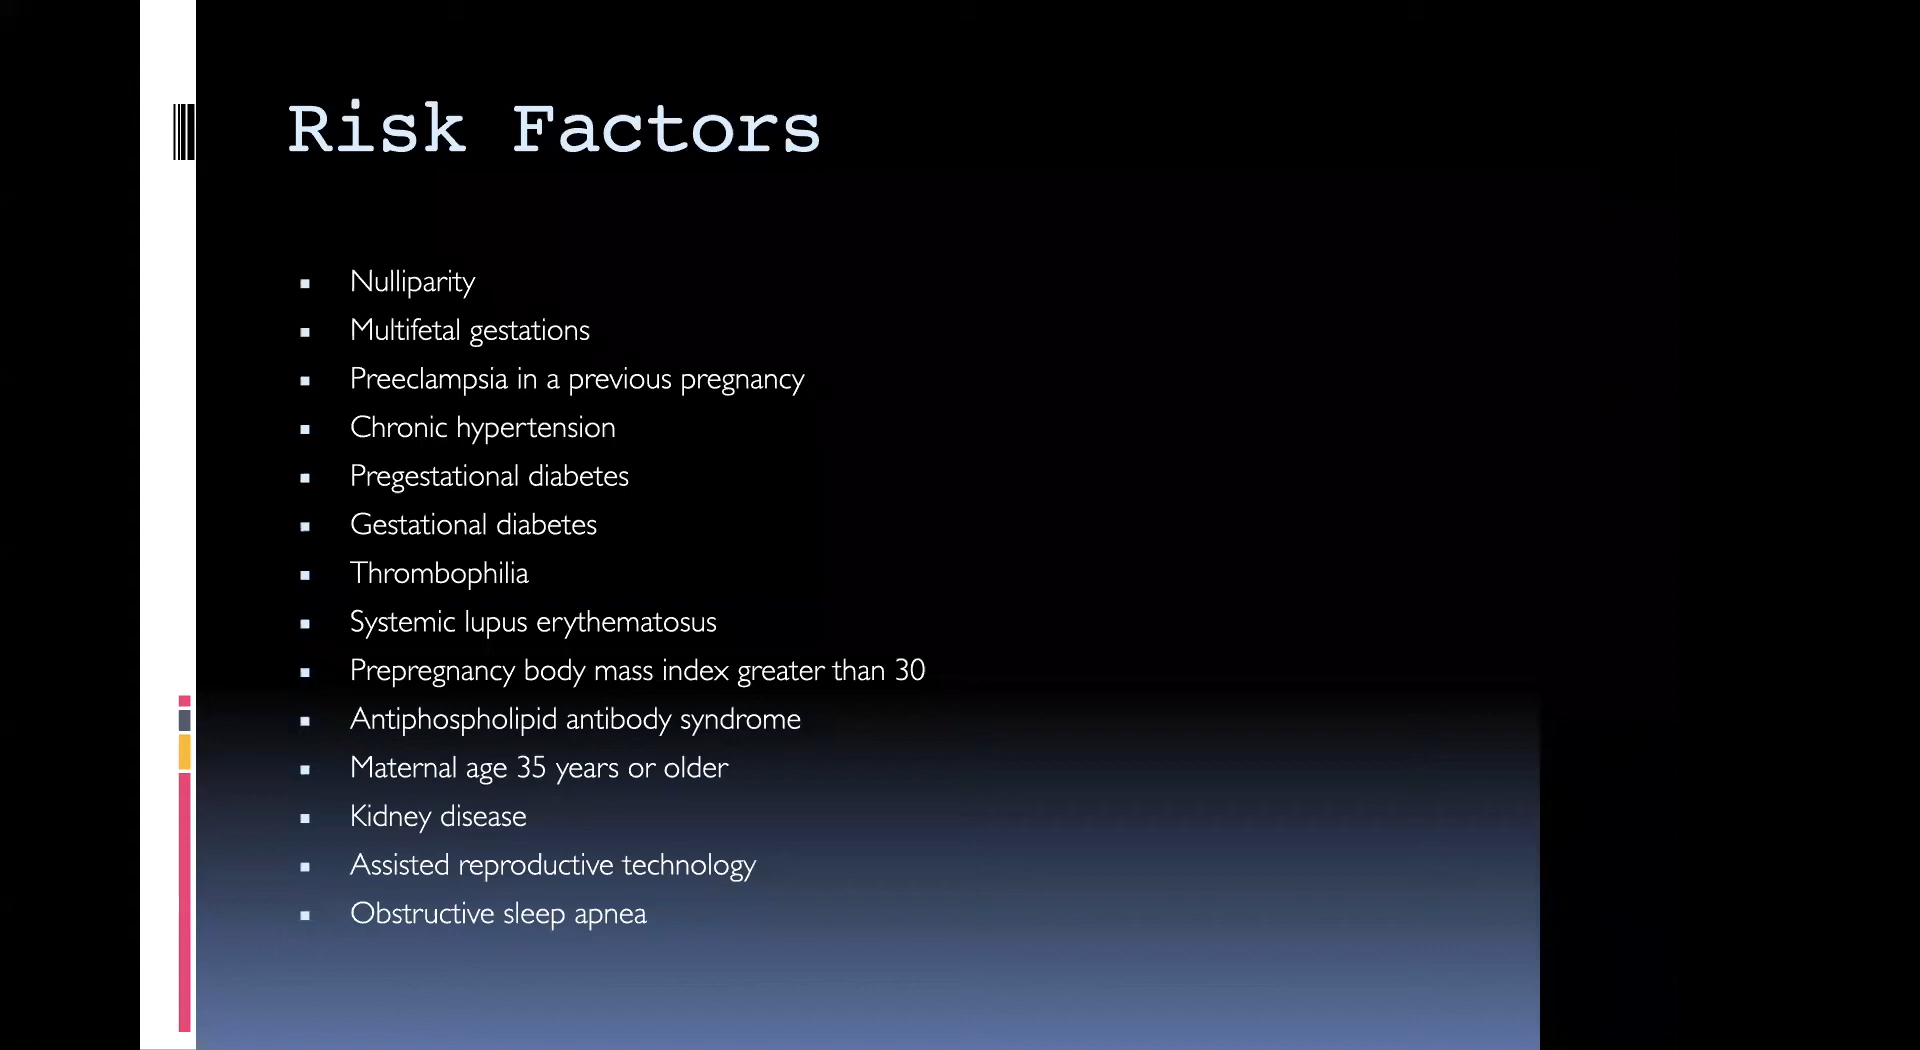 Risk Factors
Nulliparity
Multifetal gestations
Preeclampsia in a previous pregnancy
Chronic hypertension
Pregestational diabetes
Gestational diabetes
Thrombophilia
Systemic lupus erythematosus
Prepregnancy body mass index greater than 30
Antiphospholipid antibody syndrome
Maternal age 35 years or older
Kidney disease
Assisted reproductive technology
Obstructive sleep apnea